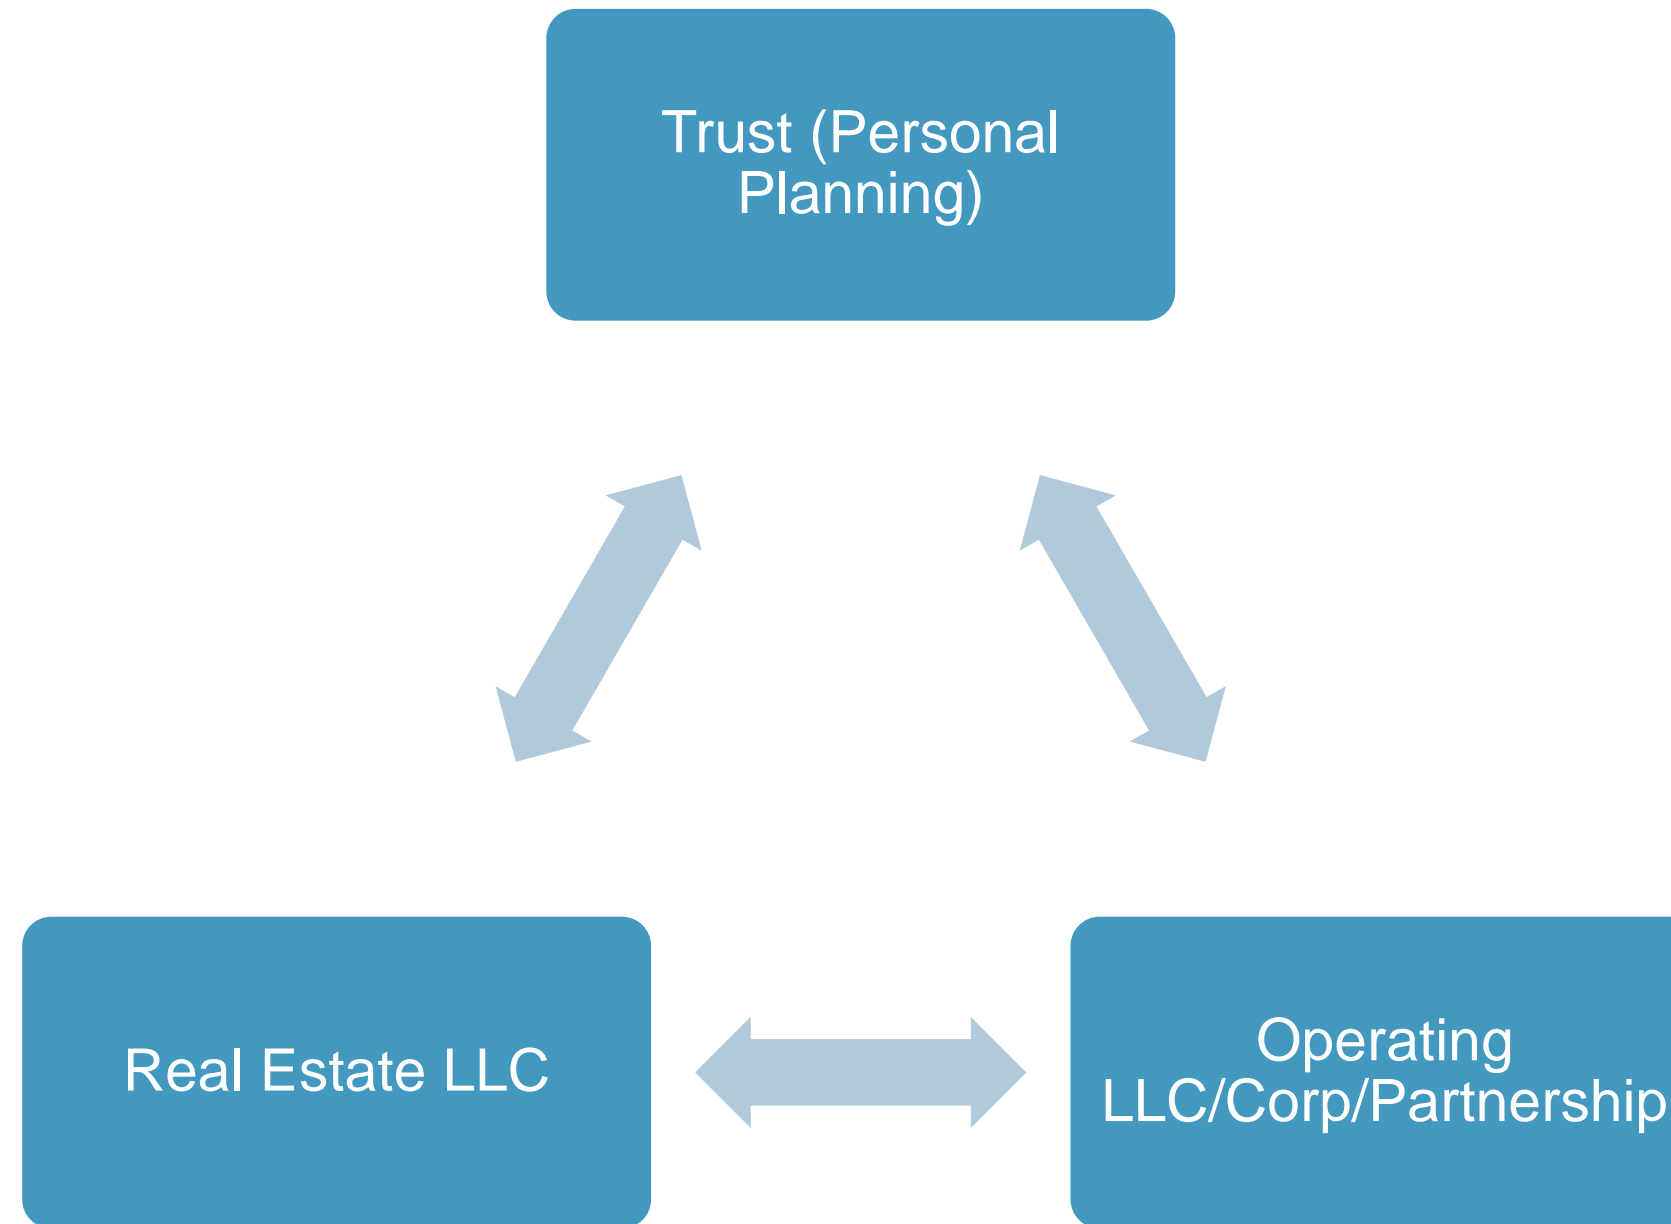 Trust (Personal
Planning)
Real Estate LLC
Operating
LLC/Corp/Partnership